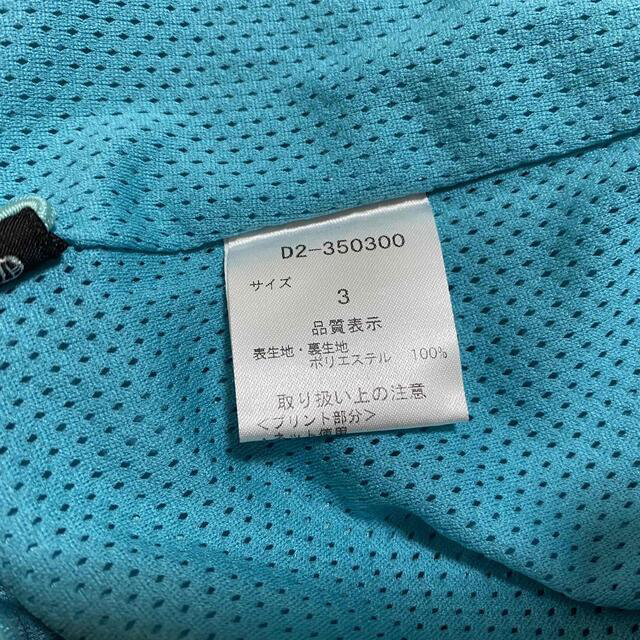 D2-350300
サイズ
3
品質表示
表生地・裏生地
ポリエステル 100%
取り扱い上の注意
<プリント部分>